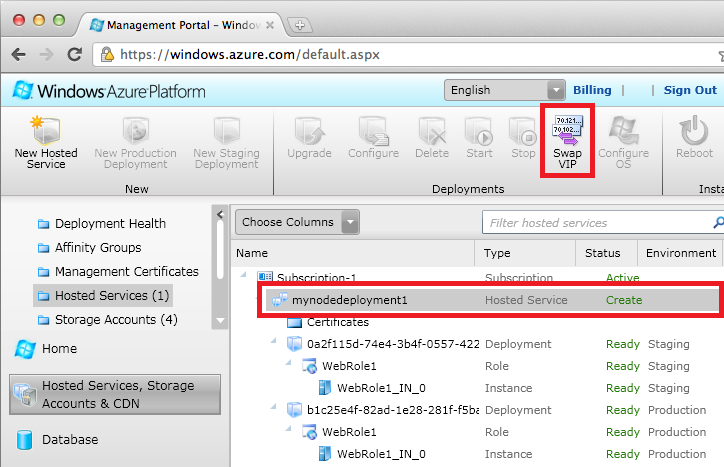 Management Portal – Window
https://windows.azure.com/default.aspx
Windows Azure Platform
English
Billing | | Sign Out
New Hosted Service
New Production Deployment
New Staging Deployment
Upgrade
Configure
Delete
Start
Stop
70,121...
70,102...
Swap VIP
Configure OS
Reboot
New
Deployments
Insta
Deployment Health
Affinity Groups
Management Certificates
Hosted Services (1)
Storage Accounts (4)
Home
Hosted Services, Storage
Accounts & CDN
Database
Choose Columns
Filter hosted services
Name Type Status Environment
Subscription-1 Subscription Active
mynodedeployment1 Hosted Service Create
Certificates
0a2f115d-74e4-3b4f-0557-422 Deployment Ready Staging
WebRole1 Role Ready Staging
WebRole1_IN_0 Instance Ready Staging
b1c25e4f-82ad-1e28-281f-f5ba Deployment Ready Production
WebRole1 Role Ready Production
WebRole1_IN_0 Instance Ready Production